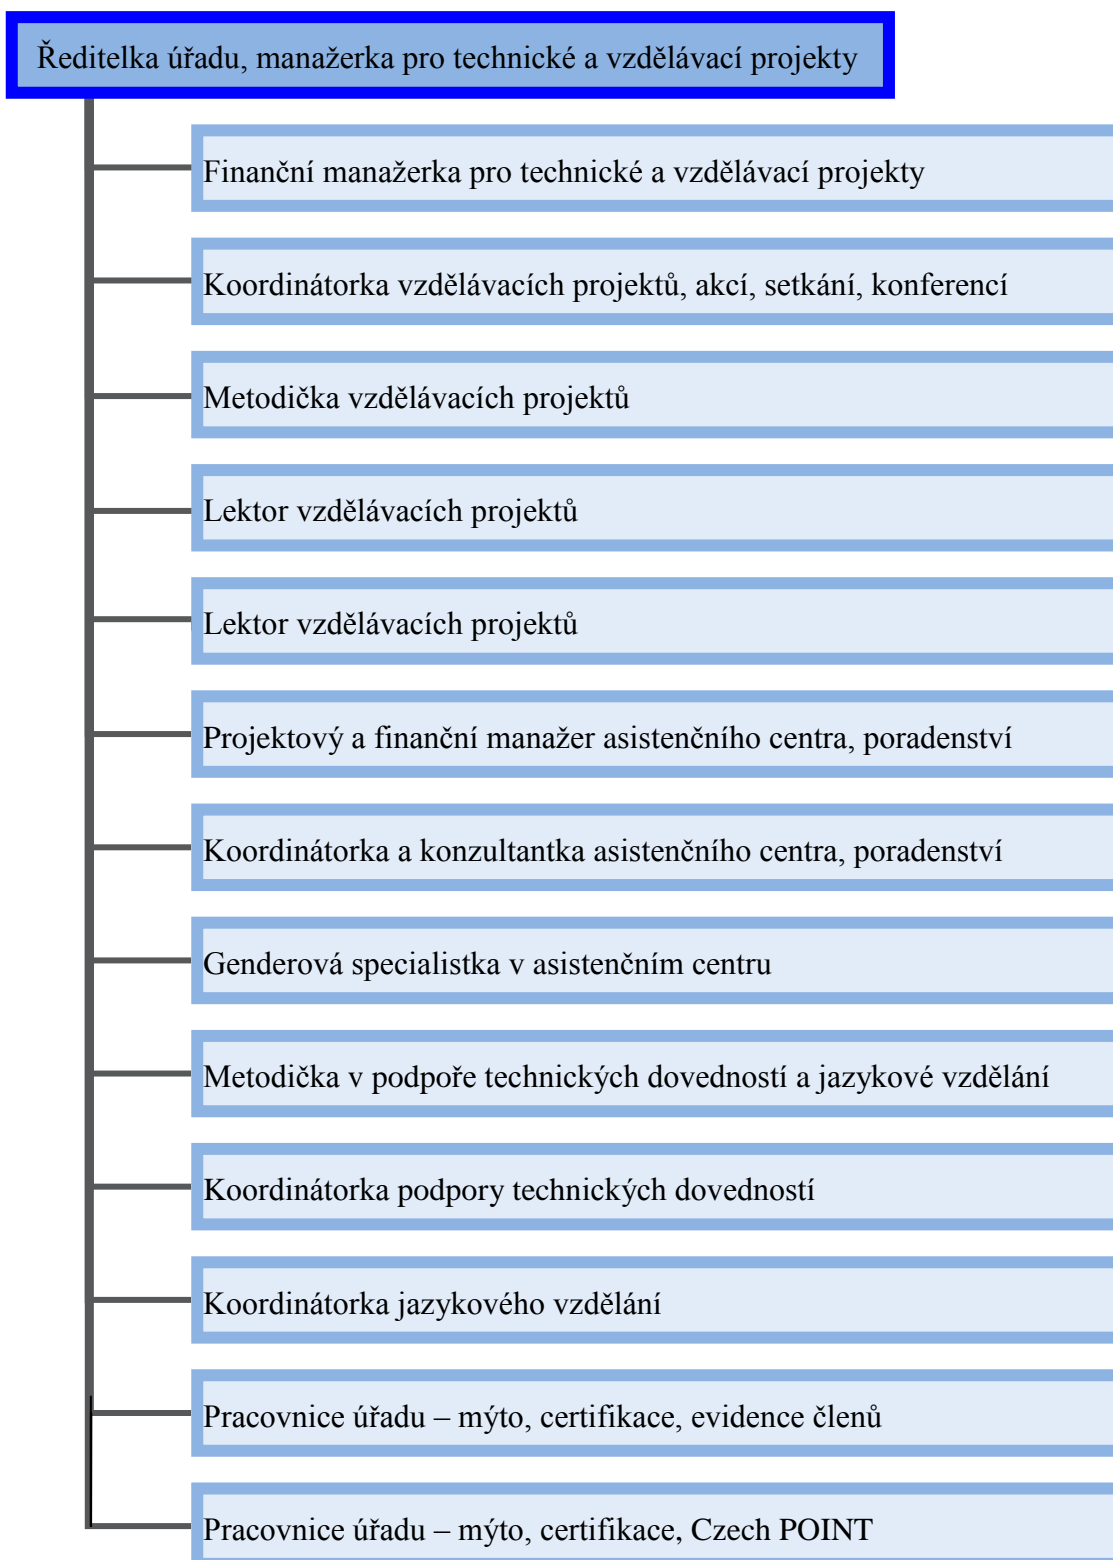 Ředitelka úřadu, manažerka pro technické a vzdělávací projekty
Finanční manažerka pro technické a vzdělávací projekty
Koordinátorka vzdělávacích projektů, akcí, setkání, konferencí
Metodička vzdělávacích projektů
Lektor vzdělávacích projektů
Lektor vzdělávacích projektů
Projektový a finanční manažer asistenčního centra, poradenství
Koordinátorka a konzultantka asistenčního centra, poradenství
Genderová specialistka v asistenčním centru
Metodička v podpoře technických dovedností a jazykové vzdělání
Koordinátorka podpory technických dovedností
Koordinátorka jazykového vzdělání
Pracovnice úřadu – mýto, certifikace, evidence členů
Pracovnice úřadu – mýto, certifikace, Czech POINT